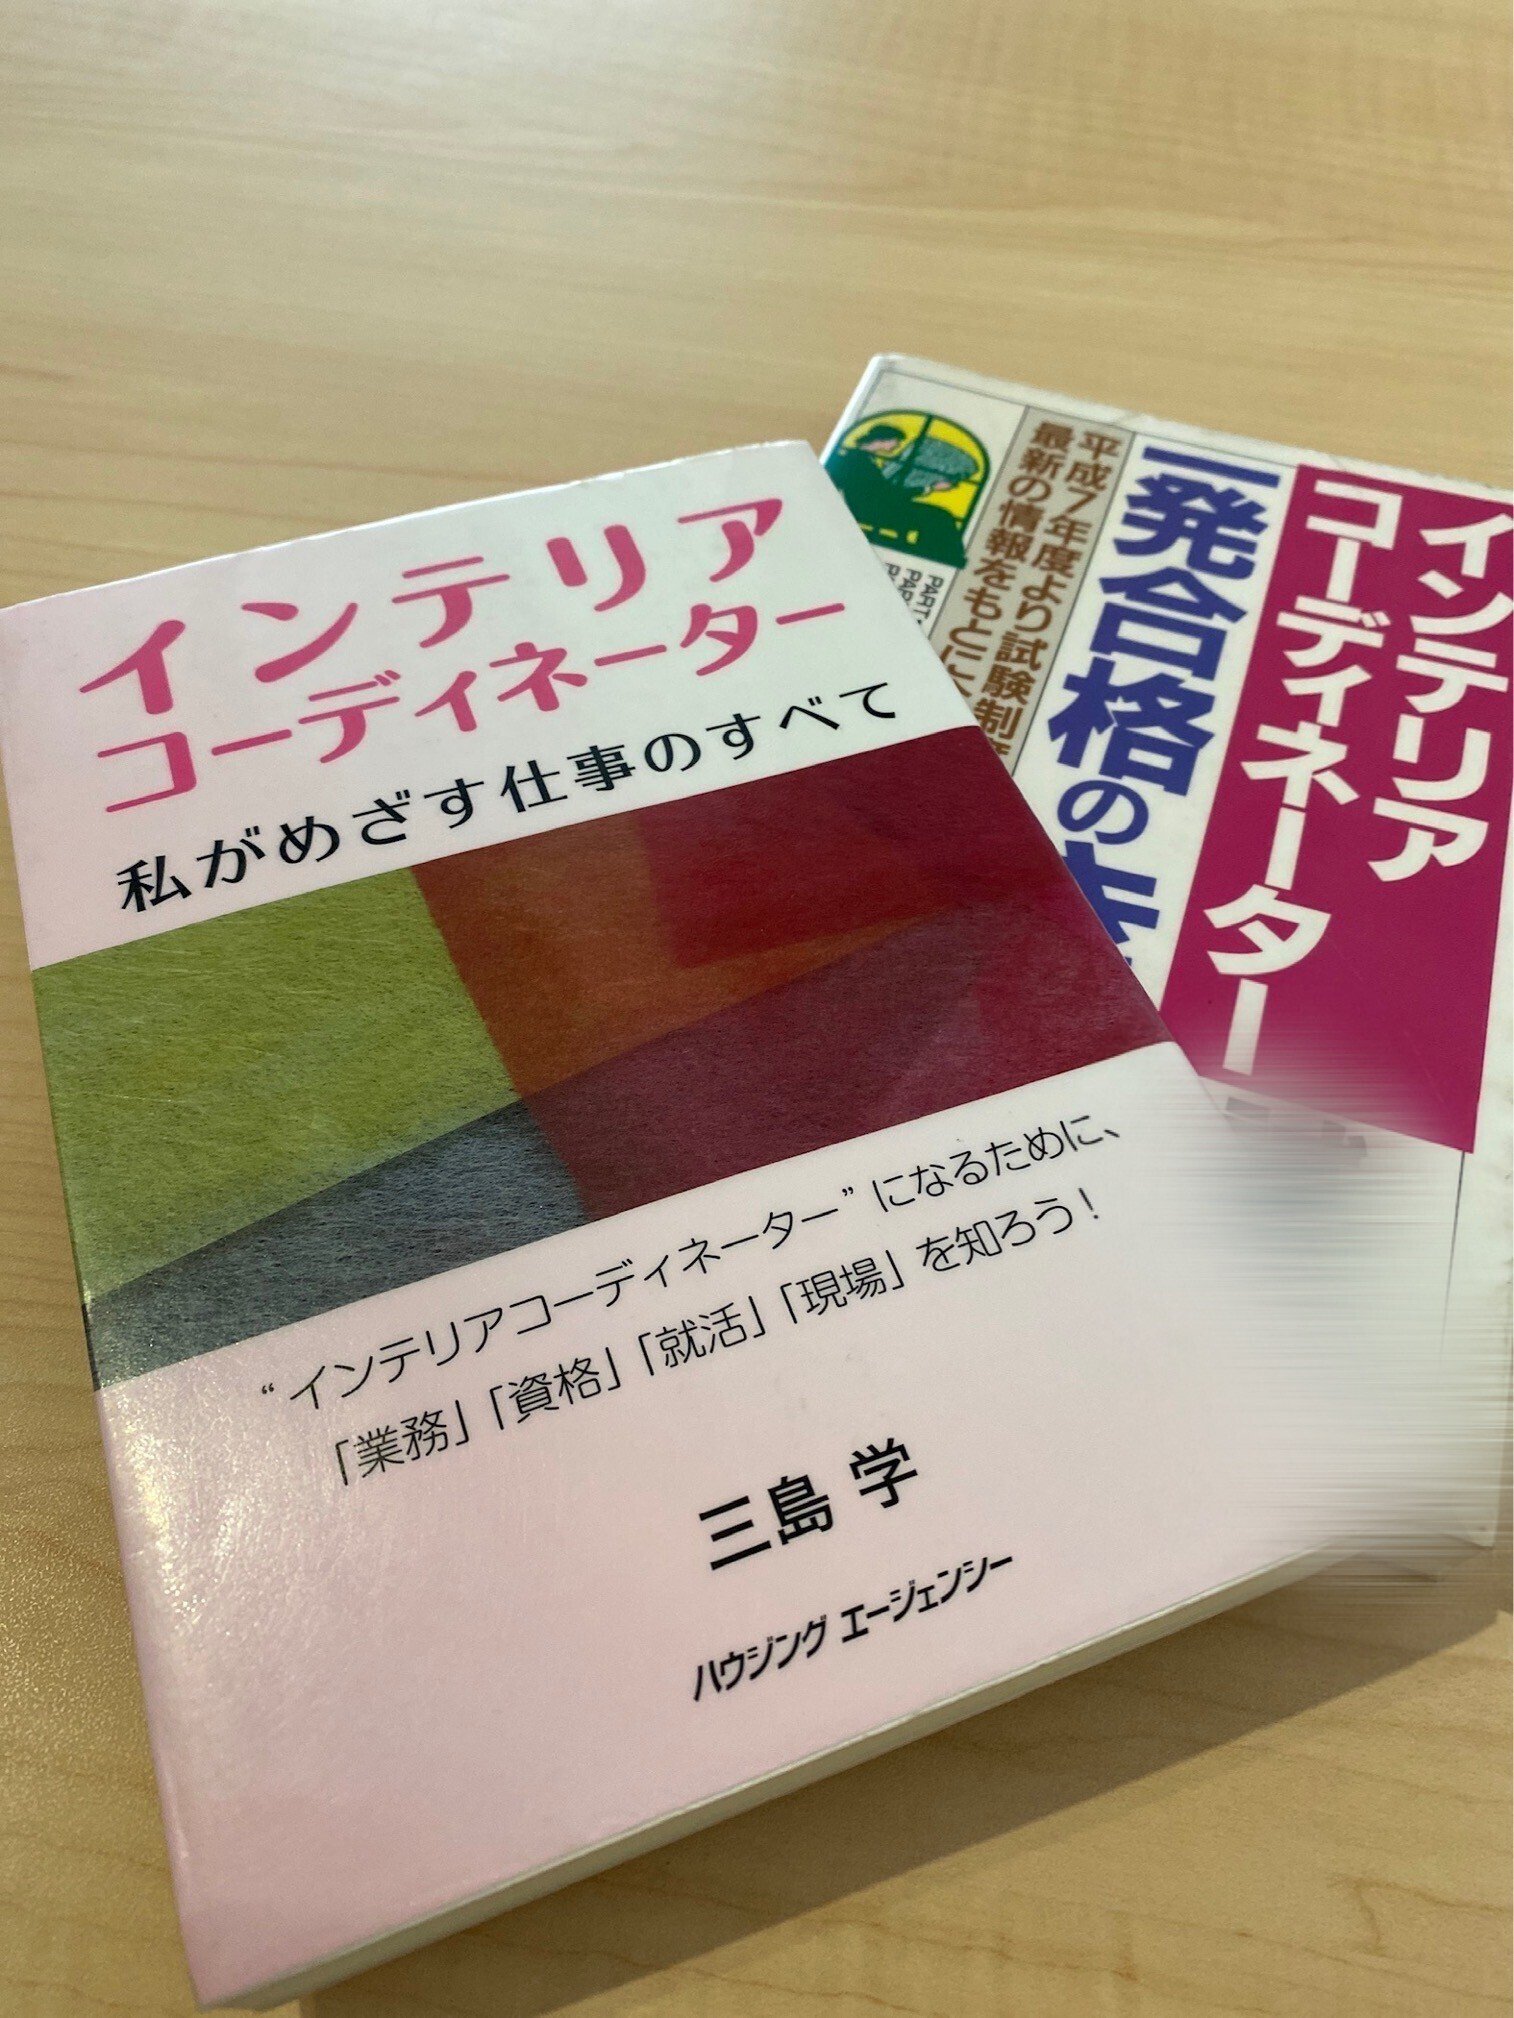 インテリア
コーディネーター
私がめざす仕事のすべて
“インテリアコーディネーター”になるために、
「業務」「資格」「就活」「現場」を知ろう！
三島 学
ハウジング エージェンシー
インテリア
コーディネーター
一発合格の
平成7年度より試験制
最新の情報をもとに
PART
PAR